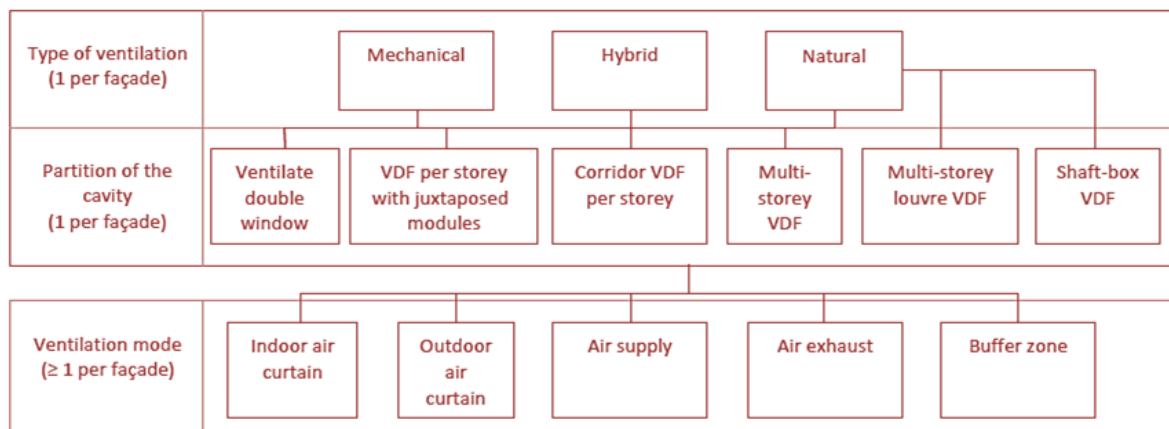 Type of ventilation
(1 per façade)
Mechanical
Hybrid
Natural
Partition of the
cavity
(1 per façade)
Ventilate
double
window
VDF per storey
with juxtaposed
modules
Corridor VDF
per storey
Multi-
storey
VDF
Multi-storey
louvre VDF
Shaft-box
VDF
Ventilation mode
(≥ 1 per façade)
Indoor air
curtain
Outdoor
air
curtain
Air supply
Air exhaust
Buffer zone